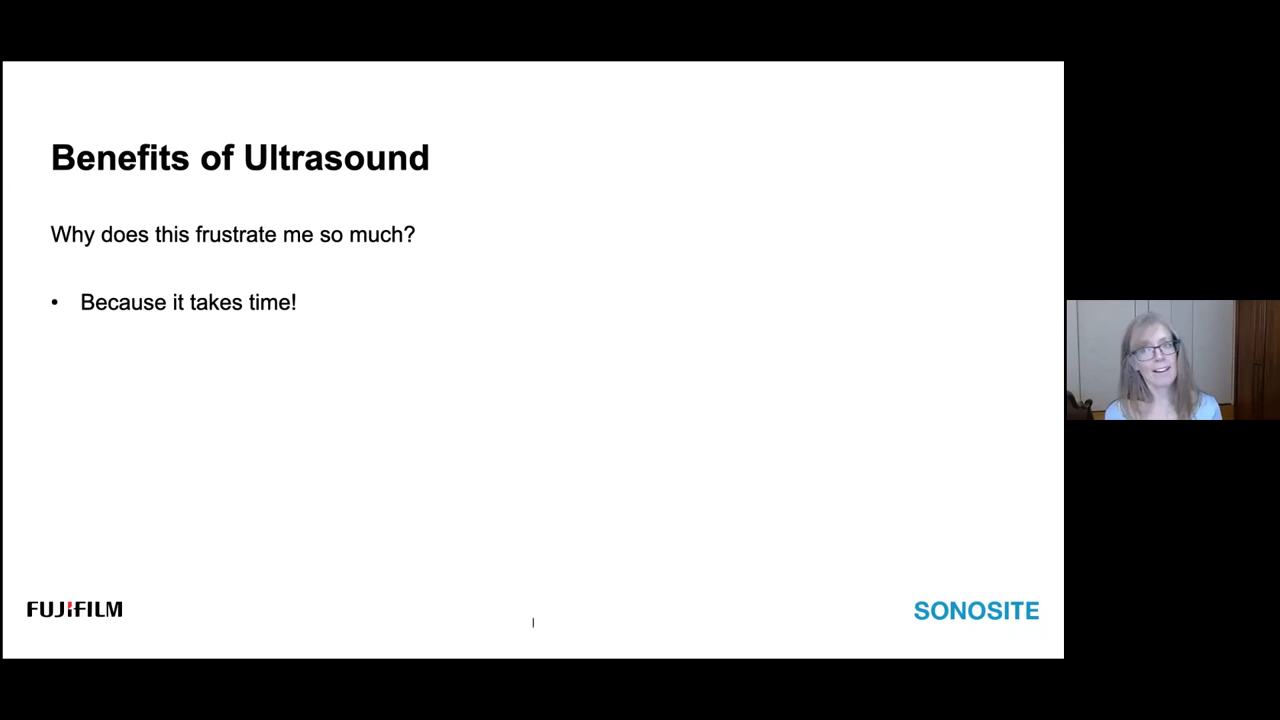 Benefits of Ultrasound
Why does this frustrate me so much?
• Because it takes time!
FUJIFILM
SONOSITE